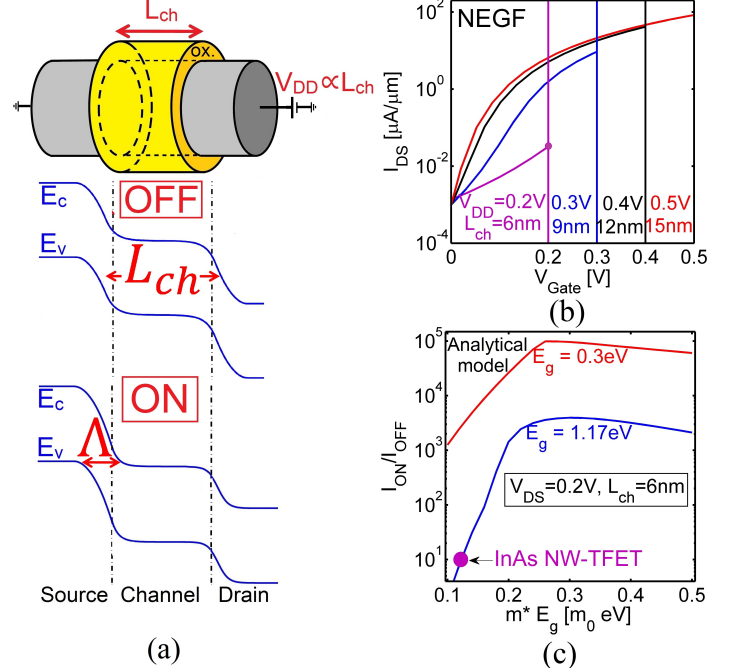 L_ch
ox.
V_DD∝L_ch
E_c
OFF
E_v
L_ch
E_c
ON
E_v
Λ
Source Channel Drain
(a)
NEGF
I_DS [μA/μm]
10^2
10^0
10^-2
10^-4
V_DD=0.2V 0.3V 0.4V 0.5V
L_ch=6nm 9nm 12nm 15nm
0 0.1 0.2 0.3 0.4 0.5
V_Gate [V]
(b)
Analytical
model
E_g = 0.3eV
E_g = 1.17eV
V_DS=0.2V, L_ch=6nm
InAs NW-TFET
I_ON/I_OFF
10^5
10^4
10^3
10^2
10^1
0.1 0.2 0.3 0.4 0.5
m* E_g [m_0 eV]
(c)